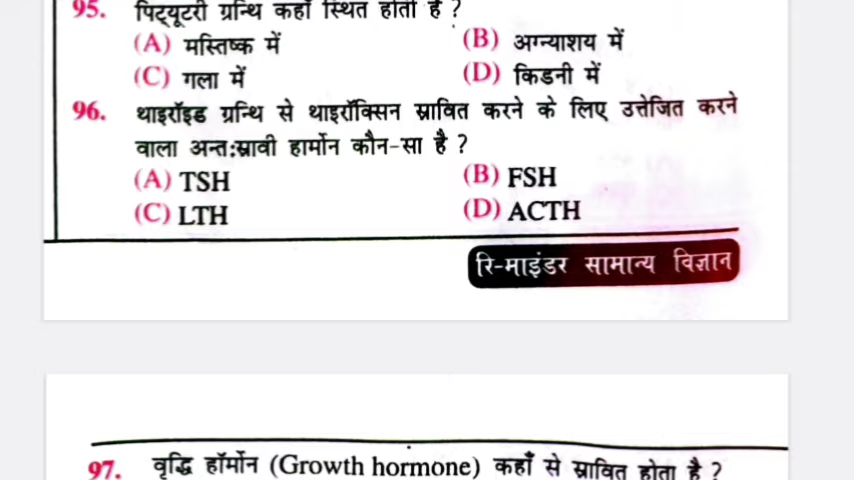 95. पिट्यूटरी ग्रन्थि कहाँ स्थित होती है ?
(A) मस्तिष्क में (B) अग्न्याशय में
(C) गला में (D) किडनी में
96. थाइरॉइड ग्रन्थि से थाइरॉक्सिन स्रावित करने के लिए उत्तेजित करने
वाला अन्त:स्रावी हार्मोन कौन-सा है ?
(A) TSH (B) FSH
(C) LTH (D) ACTH
रि-माइंडर सामान्य विज्ञान
97. वृद्धि हॉर्मोन (Growth hormone) कहाँ से स्रावित होता है ?